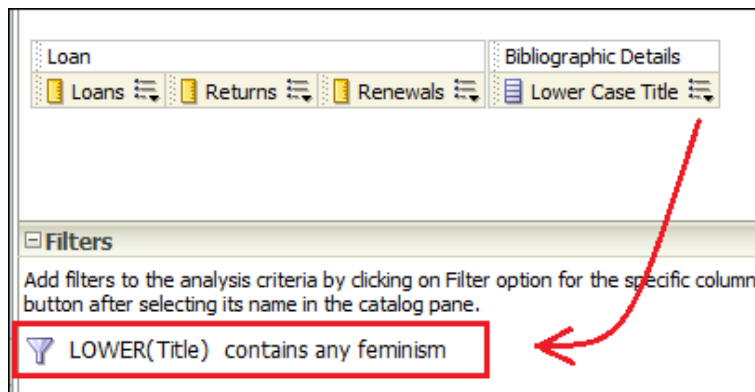 Loan Bibliographic Details
Loans Returns Renewals Lower Case Title
Filters
Add filters to the analysis criteria by clicking on Filter option for the specific column
button after selecting its name in the catalog pane.
LOWER(Title) contains any feminism